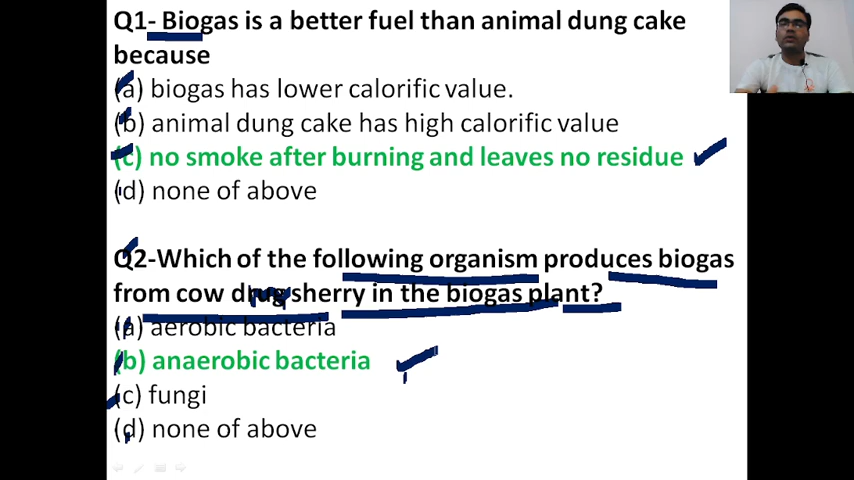 Q1- Biogas is a better fuel than animal dung cake
because
(a) biogas has lower calorific value.
(b) animal dung cake has high calorific value
(c) no smoke after burning and leaves no residue
(d) none of above
Q2-Which of the following organism produces biogas
from cow drug sherry in the biogas plant?
(a) aerobic bacteria
(b) anaerobic bacteria
(c) fungi
(d) none of above